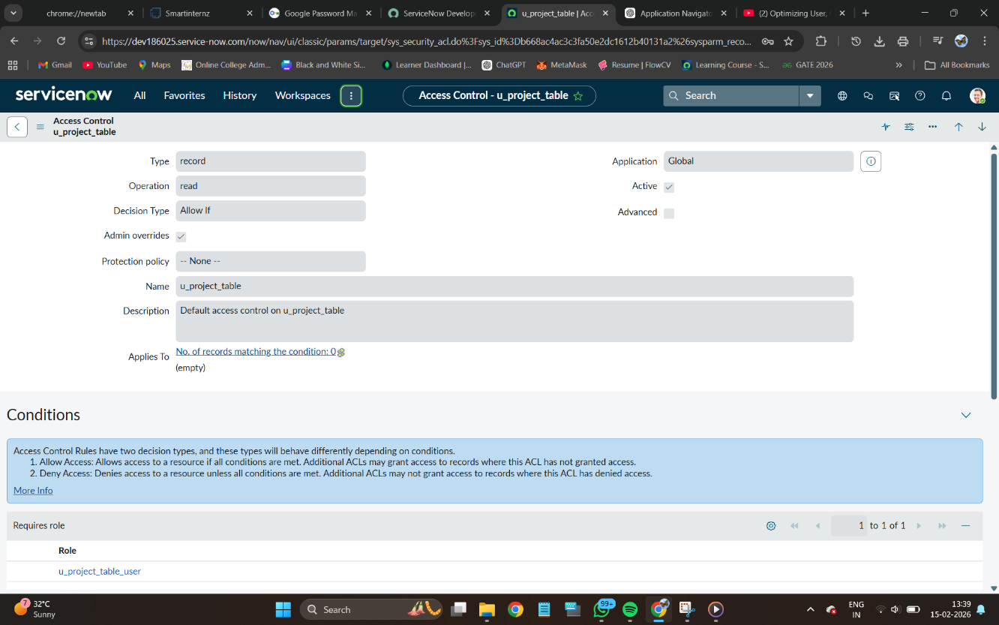 chrome://newtab
Smartinternz
Google Password Ma
ServiceNow Develop
u_project_table | Acc
Application Navigato
(2) Optimizing User,
https://dev186025.service-now.com/now/nav/ui/classic/params/target/sys_security_acl.do%3Fsys_id%3Db668ac4ac3c3fa50e2dc1612b40131a2%26sysparm_reco...
Gmail
YouTube
Maps
Online College Adm...
Black and White Si...
Learner Dashboard |...
ChatGPT
MetaMask
Resume | FlowCV
Learning Course - S...
GATE 2026
All Bookmarks
servicenow
All
Favorites
History
Workspaces
Access Control - u_project_table
Search
Access Control
u_project_table
Type record
Application Global
Operation read
Active
Decision Type Allow If
Advanced
Admin overrides
Protection policy -- None --
Name u_project_table
Description Default access control on u_project_table
Applies To No. of records matching the condition: 0
(empty)
Conditions
Access Control Rules have two decision types, and these types will behave differently depending on conditions.
1. Allow Access: Allows access to a resource if all conditions are met. Additional ACLs may grant access to records where this ACL has not granted access.
2. Deny Access: Denies access to a resource unless all conditions are met. Additional ACLs may not grant access to records where this ACL has denied access.
More Info
Requires role
1 to 1 of 1
Role
u_project_table_user
7
32°C
Sunny
Search
99+
ENG
IN
13:39
15-02-2026